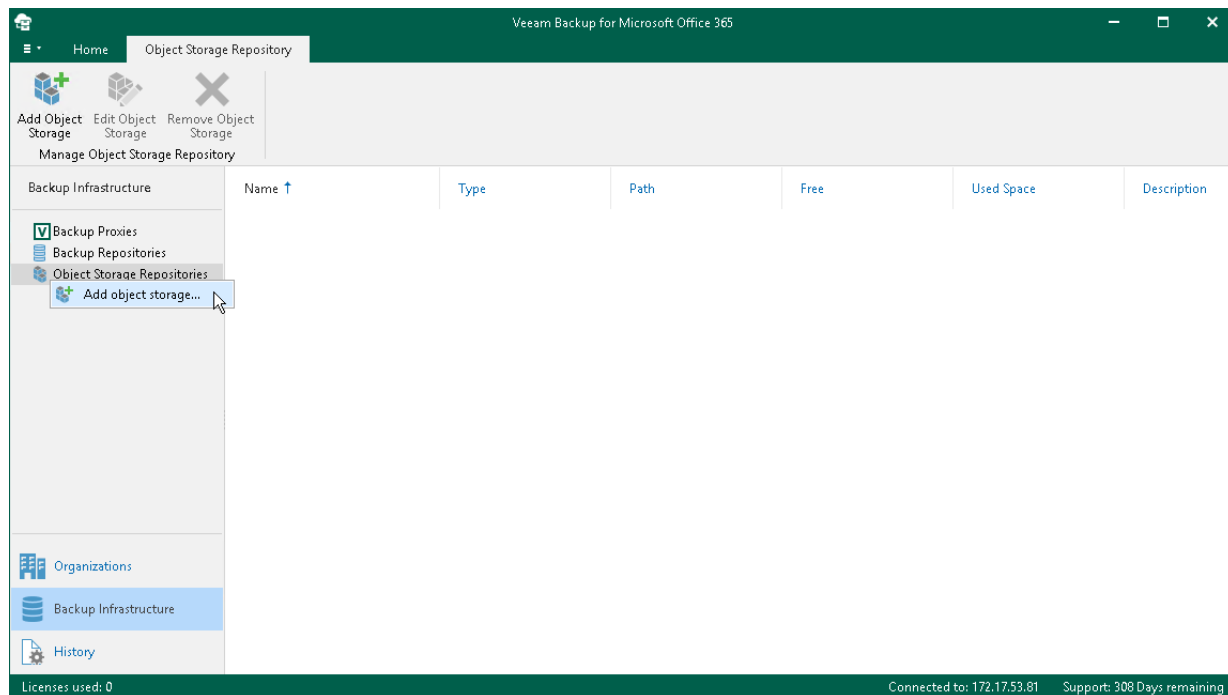 Veeam Backup for Microsoft Office 365
Home
Object Storage Repository
Add Object Storage
Edit Object Storage
Remove Object Storage
Manage Object Storage Repository
Backup Infrastructure
Name
Type
Path
Free
Used Space
Description
V Backup Proxies
Backup Repositories
Object Storage Repositories
Add object storage...
Organizations
Backup Infrastructure
History
Licenses used: 0
Connected to: 172.17.53.81
Support: 308 Days remaining